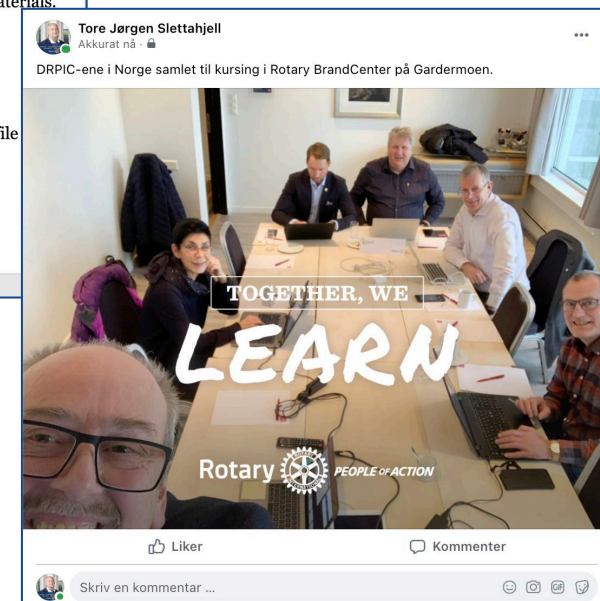 aterials.
file
Tore Jørgen Slettahjell
Akkurat nå ·
DRPIC-ene i Norge samlet til kursing i Rotary BrandCenter på Gardermoen.
TOGETHER, WE
LEARN
Rotary
PEOPLE OF ACTION
Liker
Kommenter
Skriv en kommentar ...
GIF